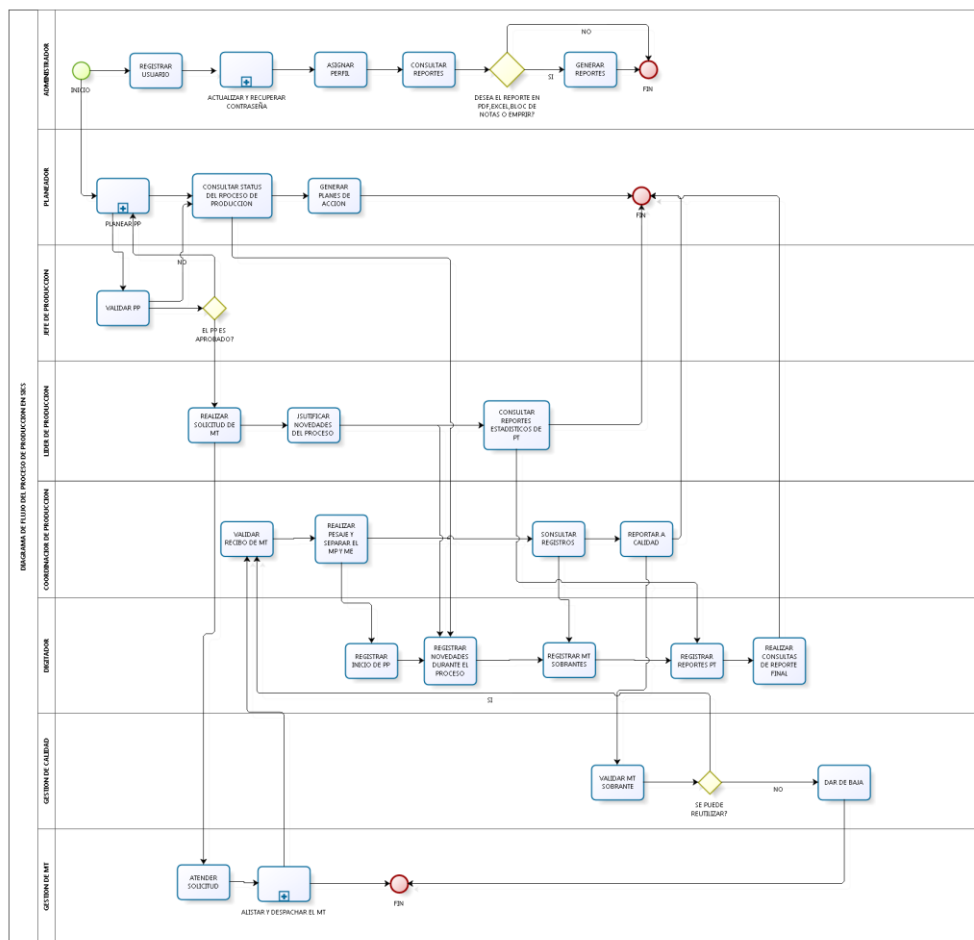 DIAGRAMA DE FLUJO DEL PROCESO DE PRODUCCION EN SICS
ADMINISTRADOR
INICIO
REGISTRAR
USUARIO
ACTUALIZAR Y RECUPERAR
CONTRASEÑA
ASIGNAR
PERFIL
CONSULTAR
REPORTES
DESEA EL REPORTE EN
PDF,EXCEL,BLOC DE
NOTAS O EMPRIR?
NO
SI
GENERAR
REPORTES
FIN
PLANEADOR
PLANEAR PP
CONSULTAR STATUS
DEL RPOCESO DE
PRODUCCION
GENERAR
PLANES DE
ACCION
FIN
JEFE DE PRODUCCION
VALIDAR PP
NO
EL PP ES
APROBADO?
LIDER DE PRODUCCION
REALIZAR
SOLICITUD DE
MT
JSUTIFICAR
NOVEDADES
DEL PROCESO
CONSULTAR
REPORTES
ESTADISTICOS DE
PT
COORDINACION DE PRODUCCION
VALIDAR
RECIBO DE MT
REALIZAR
PESAJE Y
SEPARAR EL
MP Y ME
SONSULTAR
REGISTROS
REPORTAR A
CALIDAD
DIGITADOR
REGISTRAR
INICIO DE PP
REGISTRAR
NOVEDADES
DURANTE EL
PROCESO
REGISTRAR MT
SOBRANTES
REGISTRAR
REPORTES PT
REALIZAR
CONSULTAS
DE REPORTE
FINAL
SI
GESTION DE CALIDAD
VALIDAR MT
SOBRANTE
SE PUEDE
REUTILIZAR?
NO
DAR DE BAJA
GESTION DE MT
ATENDER
SOLICITUD
ALISTAR Y DESPACHAR EL MT
FIN